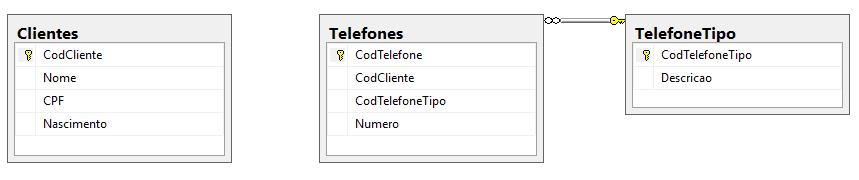 Clientes
CodCliente
Nome
CPF
Nascimento
Telefones
CodTelefone
CodCliente
CodTelefoneTipo
Numero
TelefoneTipo
CodTelefoneTipo
Descricao